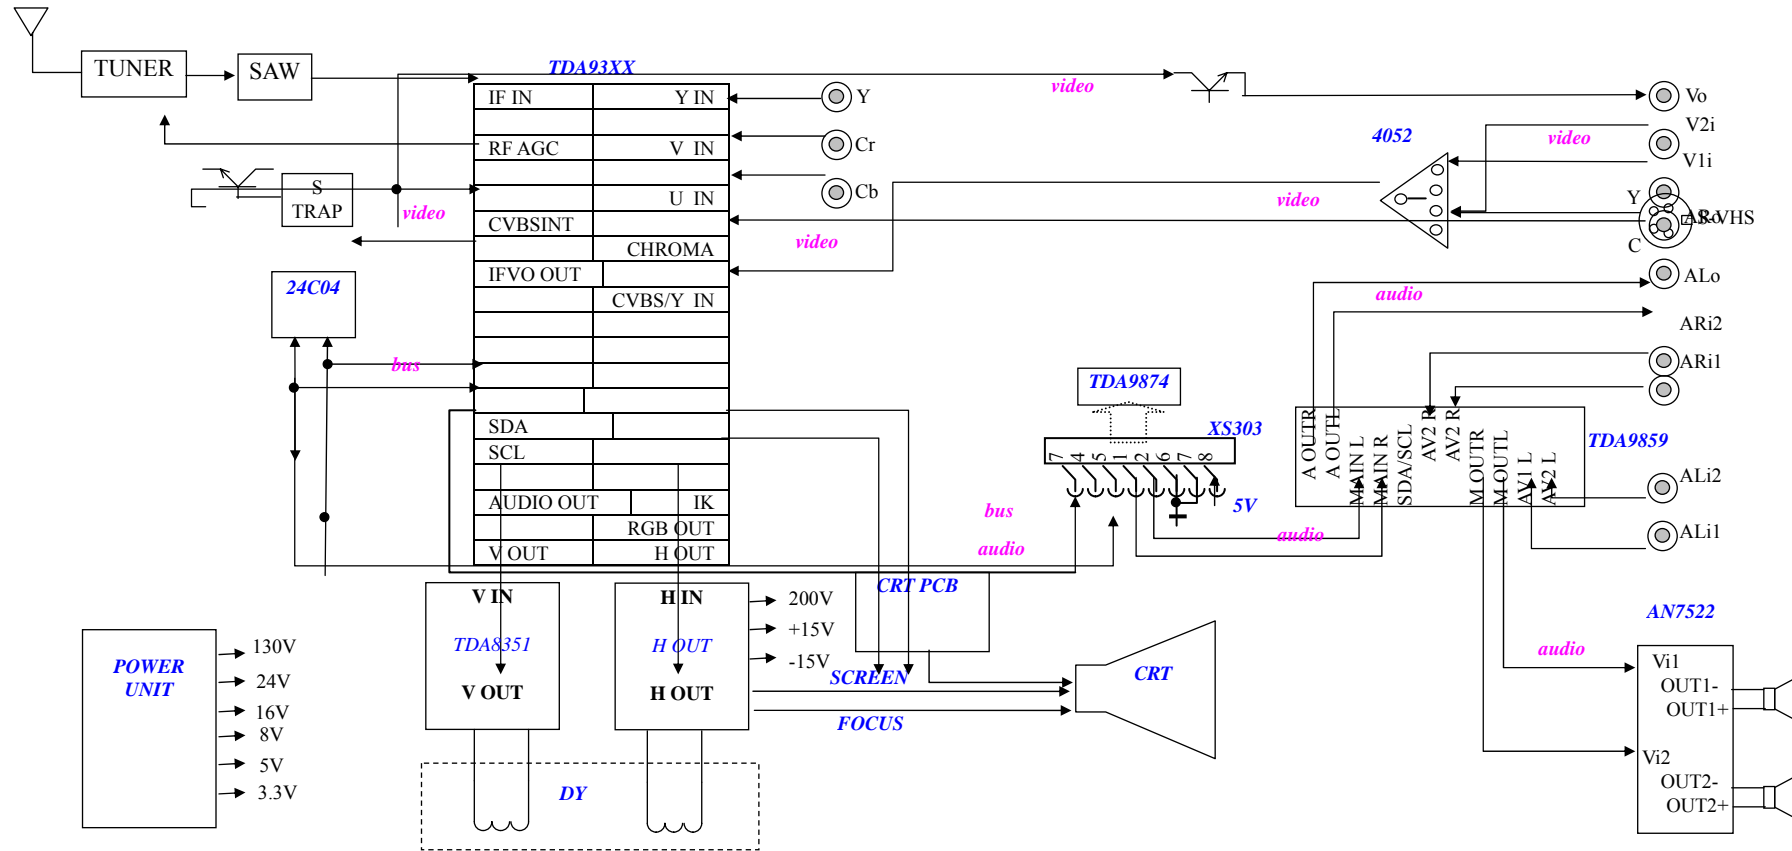 TUNER
SAW
TDA93XX
video
Vo
V2i
video
V1i
4052
IF IN
Y IN
Y
RF AGC
V IN
Cr
U IN
Cb
S
TRAP
video
CVBSINT
CHROMA
video
video
Y
S-VHS
C
IFVO OUT
CVBS/Y IN
24C04
bus
audio
ALo
ARi2
ARi1
TDA9874
XS303
7
4
5
1
2
6
7
8
5V
SDA
SCL
AUDIO OUT
IK
RGB OUT
V OUT
H OUT
bus
audio
audio
A OUTR
A OUTL
MAIN L
MAIN R
SDA/SCL
AV2 R
AV2 R
M OUTR
M OUTL
AV1 L
AV2 L
TDA9859
ALi2
ALi1
CRT PCB
V IN
TDA8351
V OUT
H IN
H OUT
H OUT
200V
+15V
-15V
SCREEN
FOCUS
CRT
POWER
UNIT
130V
24V
16V
8V
5V
3.3V
DY
AN7522
audio
Vi1
OUT1-
OUT1+
Vi2
OUT2-
OUT2+